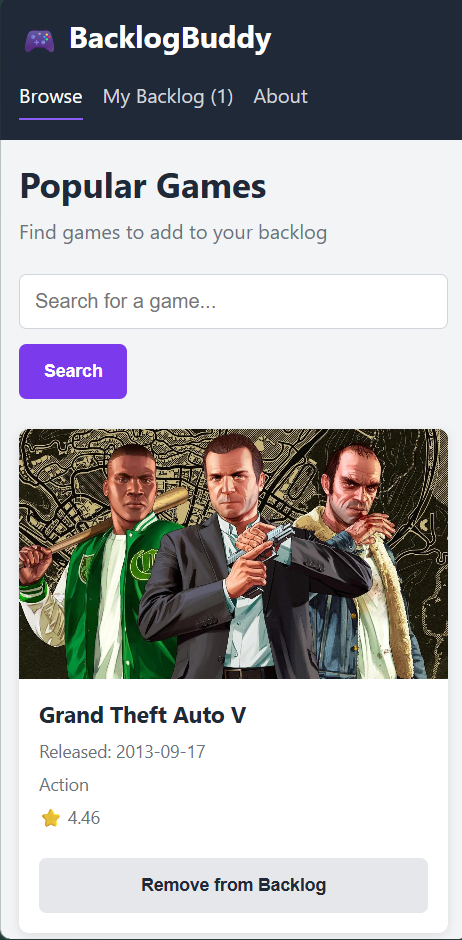 BacklogBuddy
Browse My Backlog (1) About
Popular Games
Find games to add to your backlog
Search for a game...
Search
Grand Theft Auto V
Released: 2013-09-17
Action
4.46
Remove from Backlog